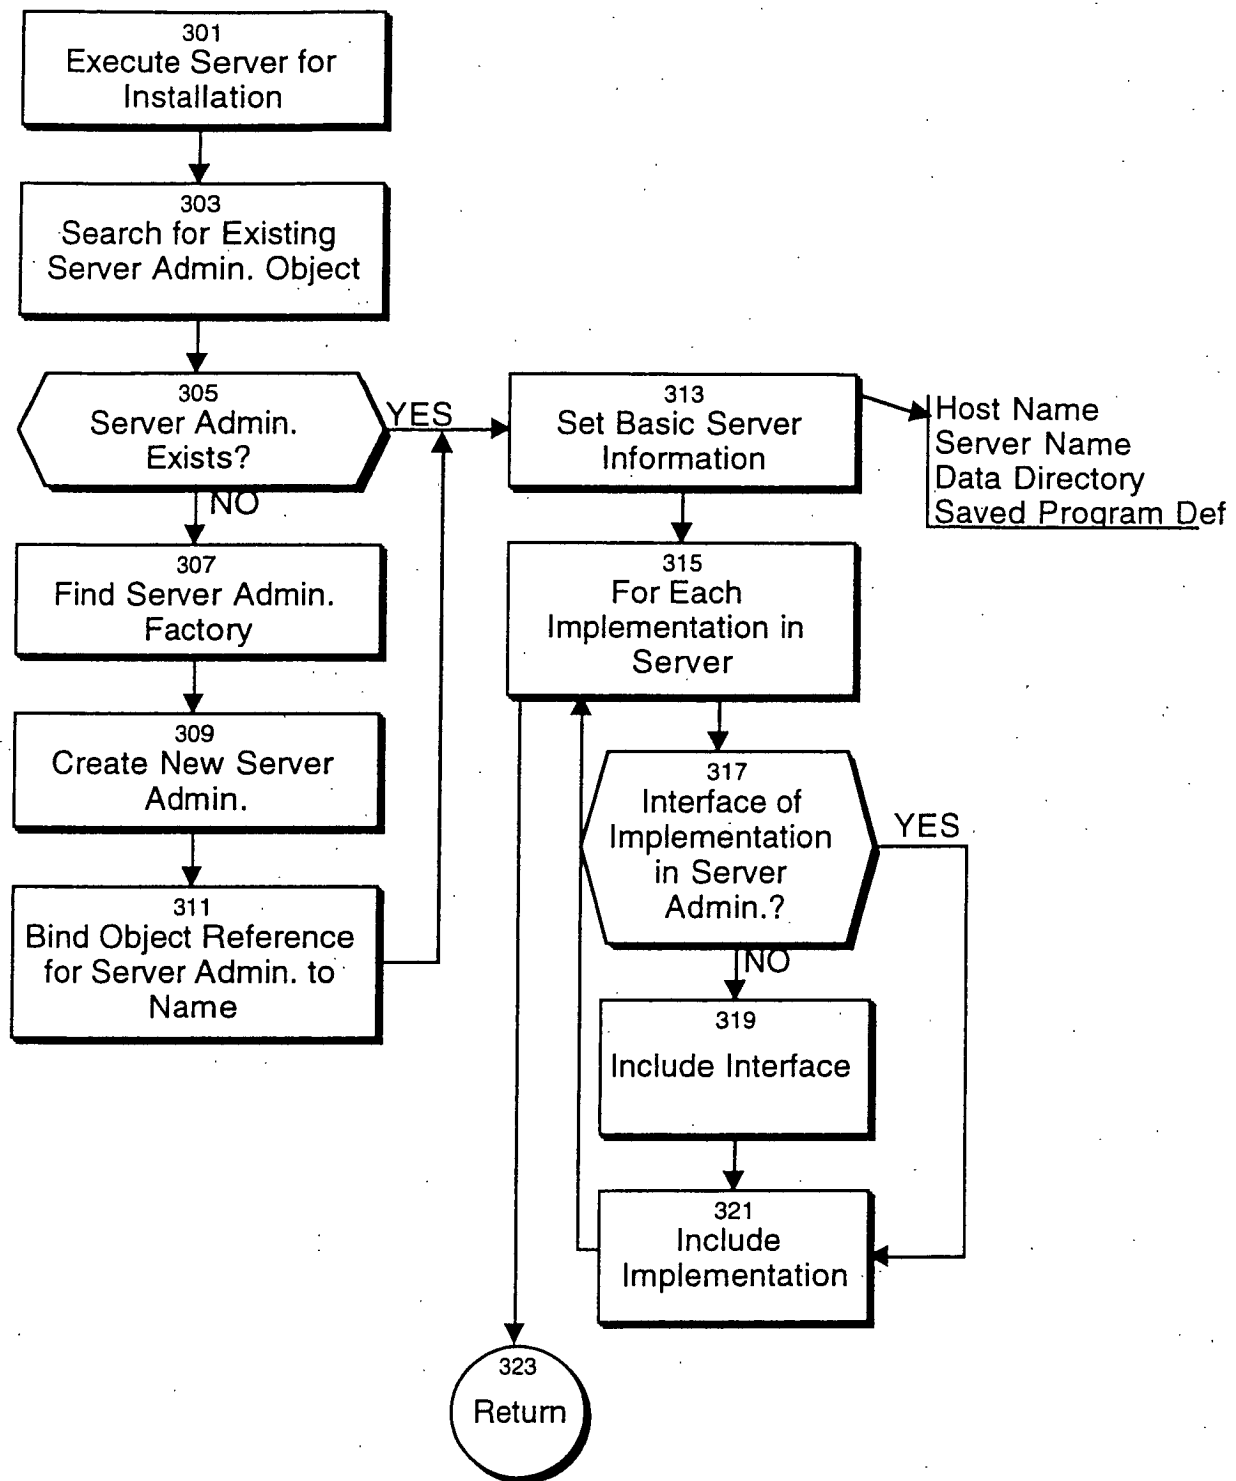 301
Execute Server for
Installation
303
Search for Existing
Server Admin. Object
305
Server Admin.
Exists?
YES
NO
307
Find Server Admin.
Factory
309
Create New Server
Admin.
311
Bind Object Reference
for Server Admin. to
Name
313
Set Basic Server
Information
Host Name
Server Name
Data Directory
Saved Program Def
315
For Each
Implementation in
Server
317
Interface of
Implementation
in Server
Admin.?
YES
NO
319
Include Interface
321
Include
Implementation
323
Return